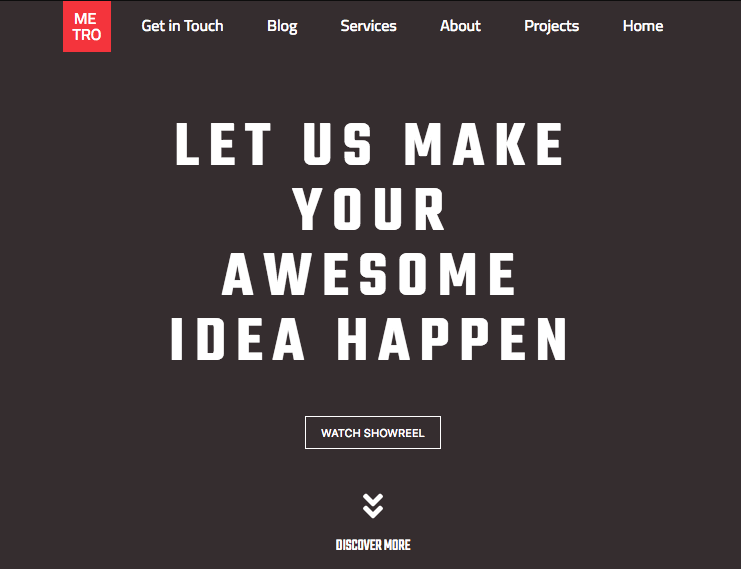 ME
TRO
Get in Touch Blog Services About Projects Home
LET US MAKE
YOUR
AWESOME
IDEA HAPPEN
WATCH SHOWREEL
DISCOVER MORE